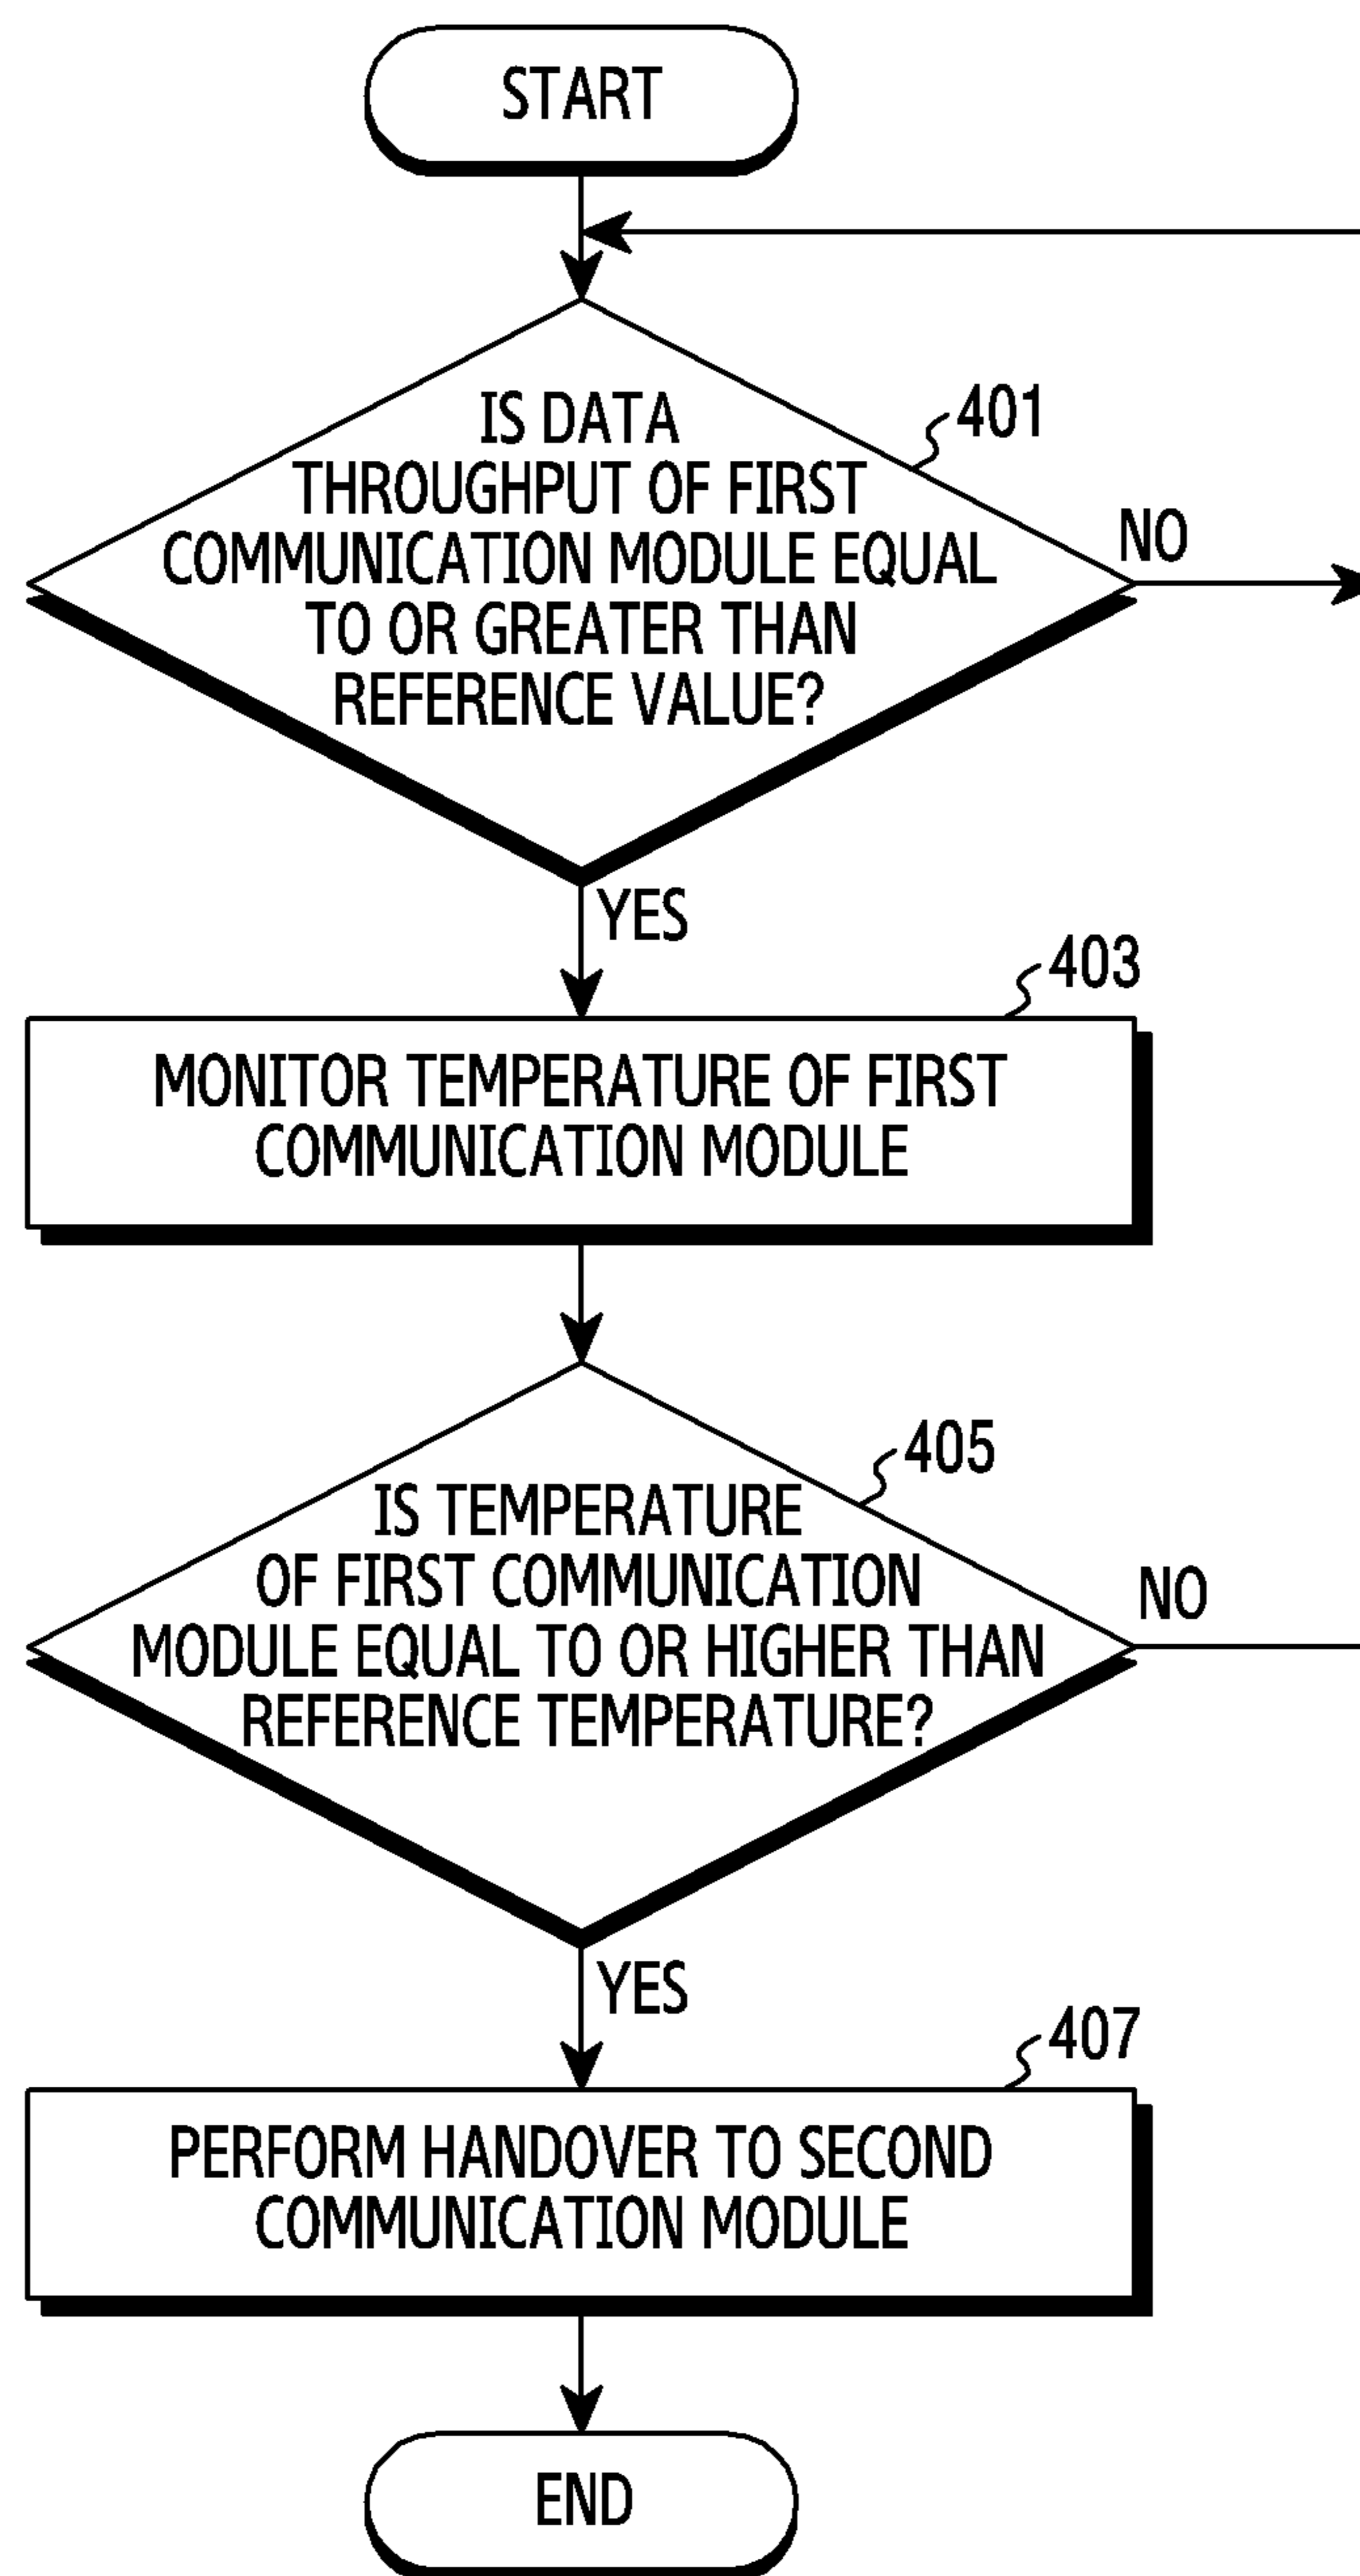 START
401
IS DATA
THROUGHPUT OF FIRST
COMMUNICATION MODULE EQUAL
TO OR GREATER THAN
REFERENCE VALUE?
NO
YES
403
MONITOR TEMPERATURE OF FIRST
COMMUNICATION MODULE
405
IS TEMPERATURE
OF FIRST COMMUNICATION
MODULE EQUAL TO OR HIGHER THAN
REFERENCE TEMPERATURE?
NO
YES
407
PERFORM HANDOVER TO SECOND
COMMUNICATION MODULE
END